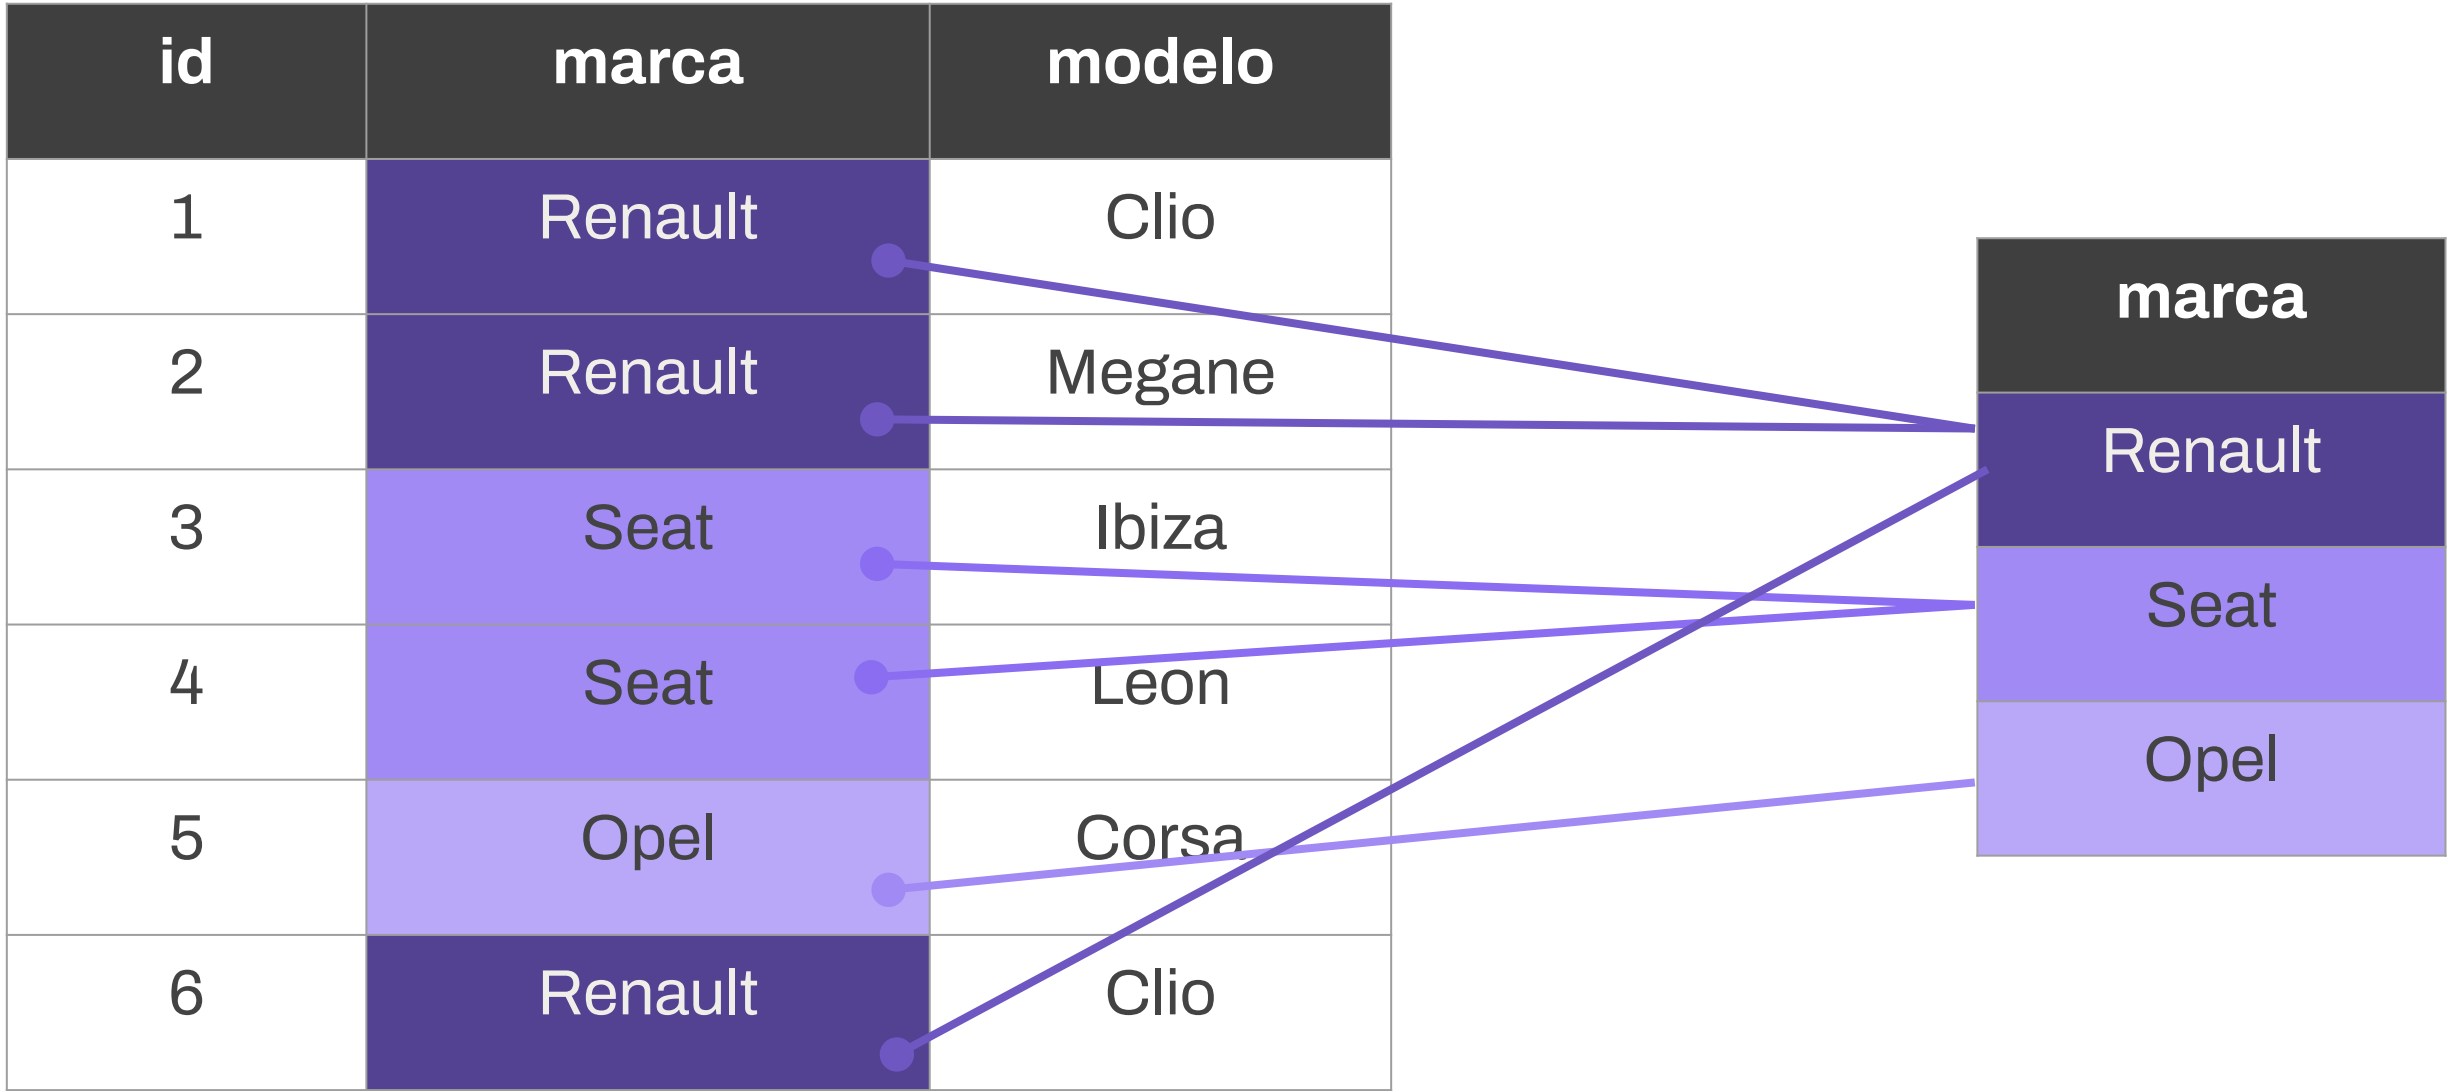 id marca modelo
1 Renault Clio
2 Renault Megane
3 Seat Ibiza
4 Seat Leon
5 Opel Corsa
6 Renault Clio
marca
Renault
Seat
Opel